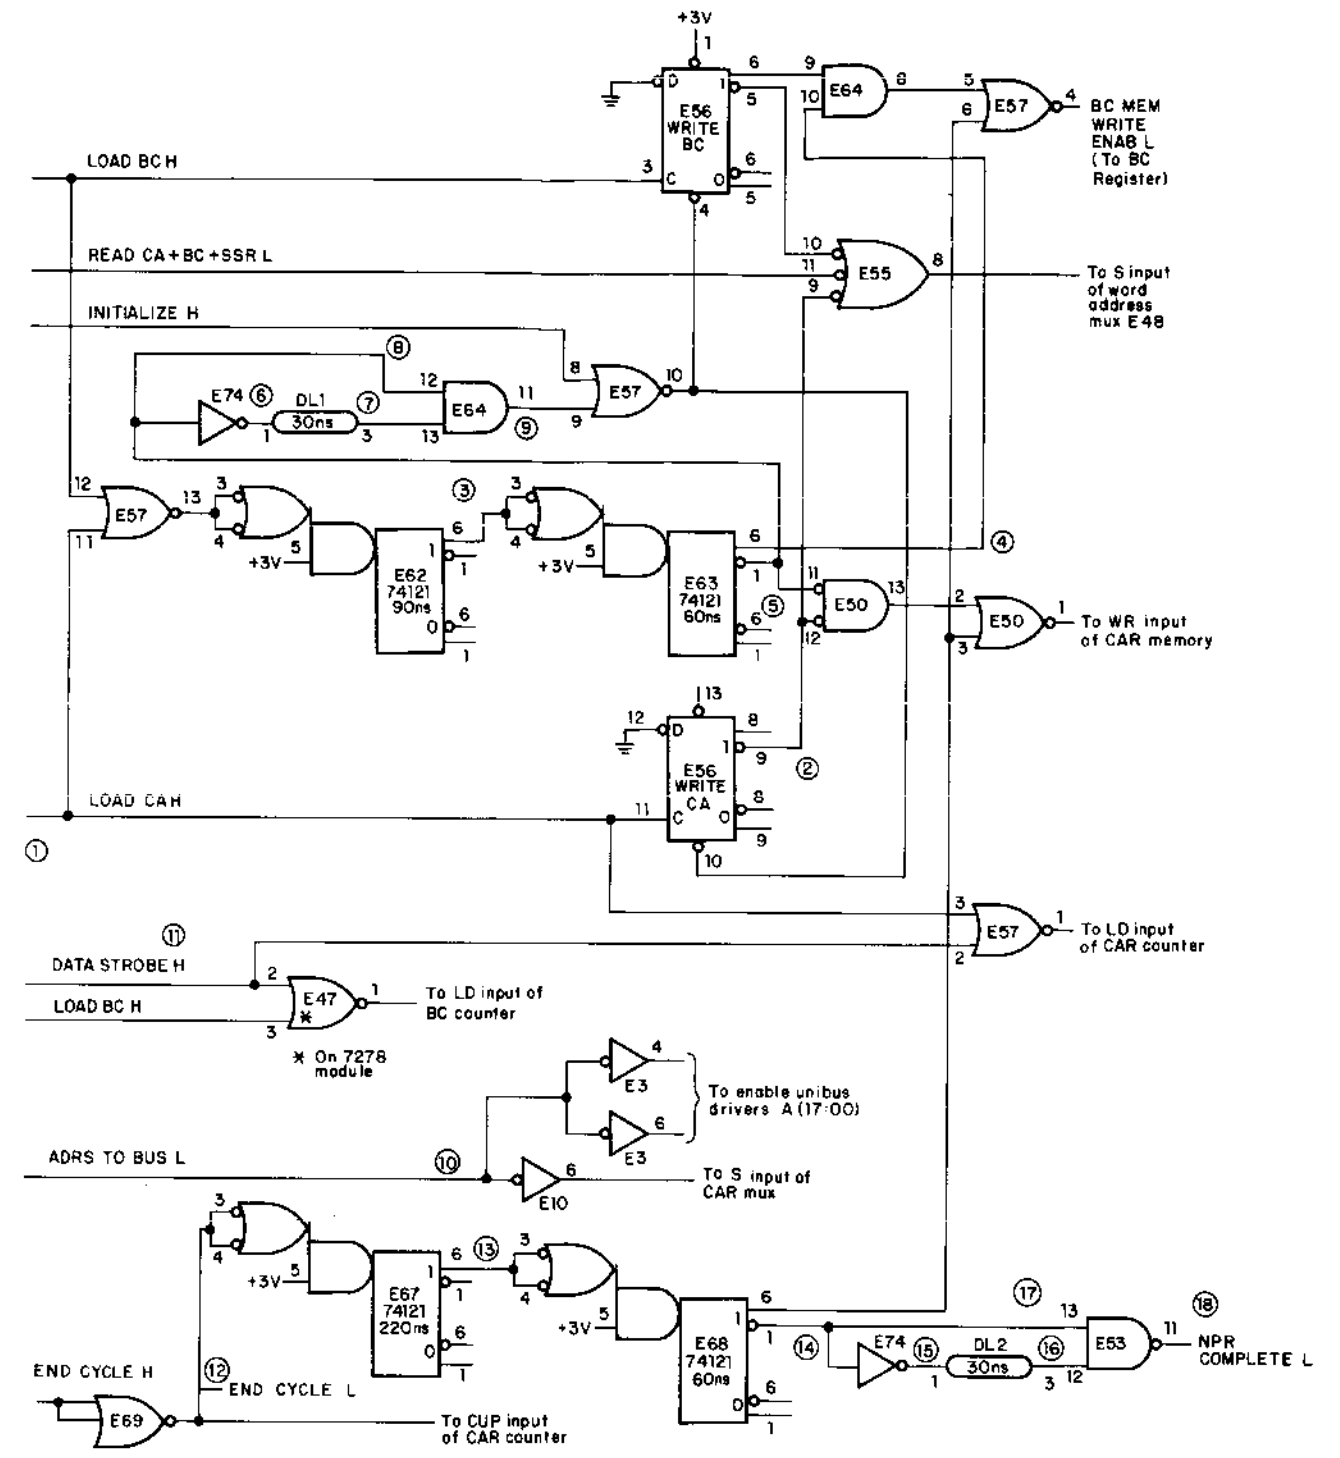 +3V
1
6
9
D
1
E56
WRITE
BC
5
10
E64
8
5
6
E57
4
BC MEM
WRITE
ENAB L
(To BC
Register)
LOAD BC H
3
C
0
6
5
4
READ CA+BC+SSR L
10
11
9
E55
8
To S input
of word
address
mux E48
INITIALIZE H
8
8
E74
6
1
DL1
30ns
7
3
12
13
E64
11
9
9
E57
10
12
11
E57
13
3
4
+3V
5
3
6
1
1
E62
74121
90ns
0
6
1
3
4
+3V
5
6
1
1
E63
74121
60ns
5
6
1
4
11
12
E50
13
2
3
E50
1
To WR input
of CAR memory
13
12
D
8
1
9
2
E56
WRITE
CA
LOAD CA H
11
C
0
8
9
10
1
11
DATA STROBE H
LOAD BC H
2
3
E47
*
1
To LD input of
BC counter
* On 7278
module
3
2
E57
1
To LD input
of CAR counter
4
E3
6
E3
To enable unibus
drivers A (17:00)
ADRS TO BUS L
10
6
E10
To S input of
CAR mux
3
4
+3V
5
6
13
1
1
E67
74121
220ns
0
6
1
3
4
+3V
5
6
1
1
E68
74121
60ns
0
6
1
14
E74
15
1
DL2
30ns
16
3
17
13
12
E53
11
18
NPR
COMPLETE L
END CYCLE H
12
END CYCLE L
E69
To CUP input
of CAR counter